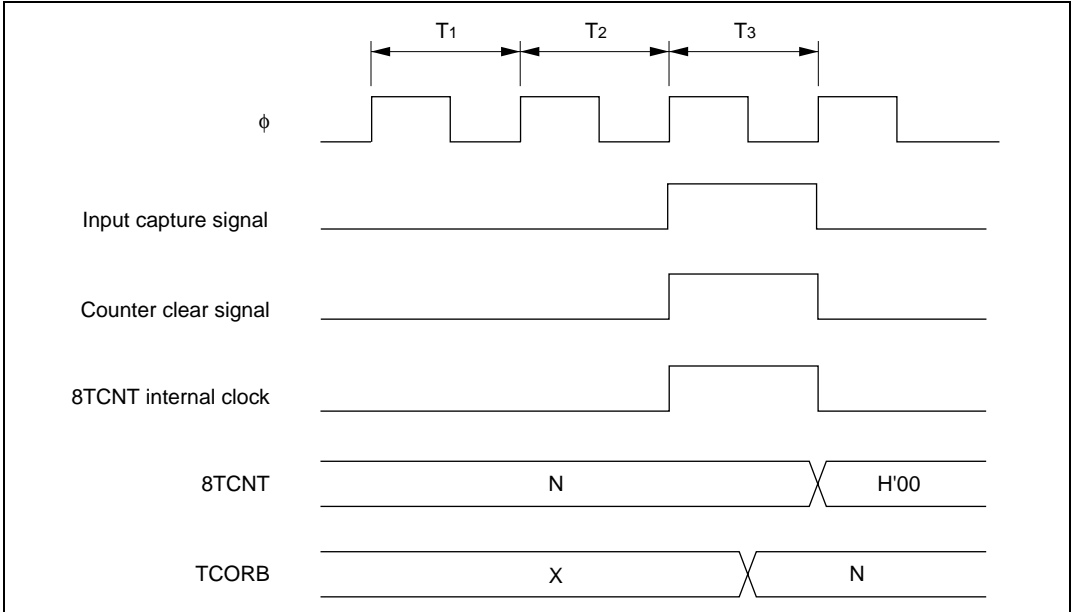 T1 T2 T3
φ
Input capture signal
Counter clear signal
8TCNT internal clock
8TCNT N H'00
TCORB X N